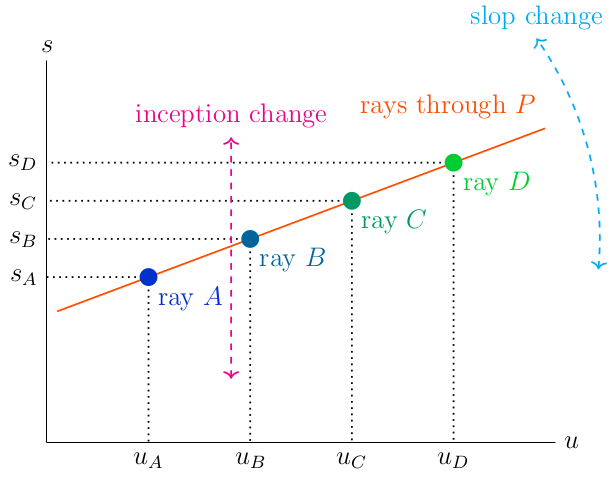 slop change
s
inception change
rays through P
s_D
ray D
s_C
ray C
s_B
ray B
s_A
ray A
u
u_A u_B u_C u_D